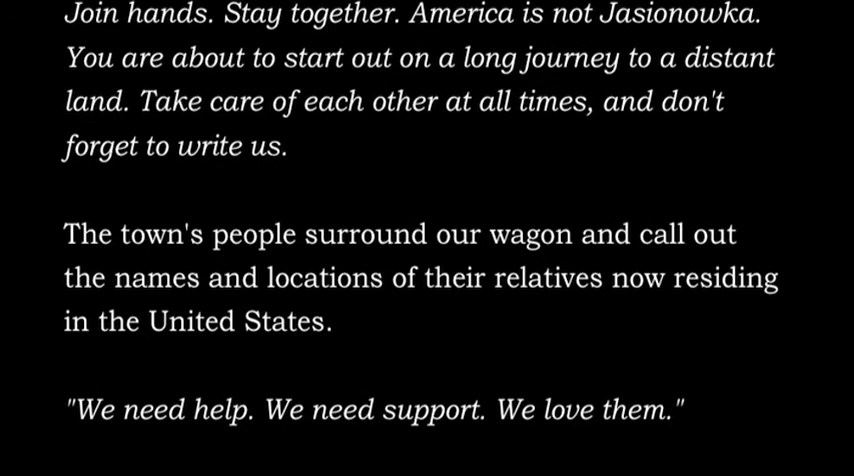 Join hands. Stay together. America is not Jasionowka.
You are about to start out on a long journey to a distant
land. Take care of each other at all times, and don't
forget to write us.
The town's people surround our wagon and call out
the names and locations of their relatives now residing
in the United States.
"We need help. We need support. We love them."